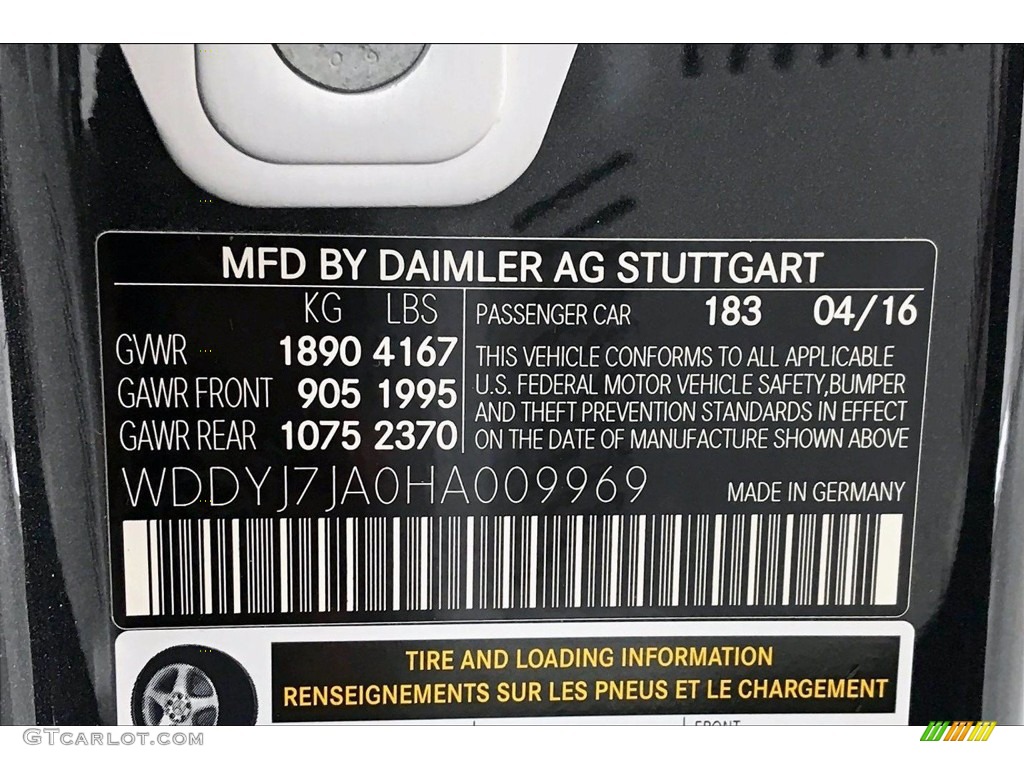 MFD BY DAIMLER AG STUTTGART
KG LBS
GVWR 1890 4167
GAWR FRONT 905 1995
GAWR REAR 1075 2370
PASSENGER CAR 183 04/16
THIS VEHICLE CONFORMS TO ALL APPLICABLE
U.S. FEDERAL MOTOR VEHICLE SAFETY,BUMPER
AND THEFT PREVENTION STANDARDS IN EFFECT
ON THE DATE OF MANUFACTURE SHOWN ABOVE
WDDYJ7JA0HA009969
MADE IN GERMANY
TIRE AND LOADING INFORMATION
RENSEIGNEMENTS SUR LES PNEUS ET LE CHARGEMENT
FRONT
GTCARLOT.COM